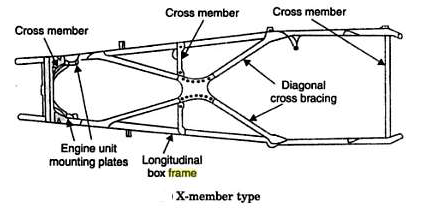 Cross member
Cross member
Cross member
Diagonal
cross bracing
Engine unit
mounting plates
Longitudinal
box frame
X-member type